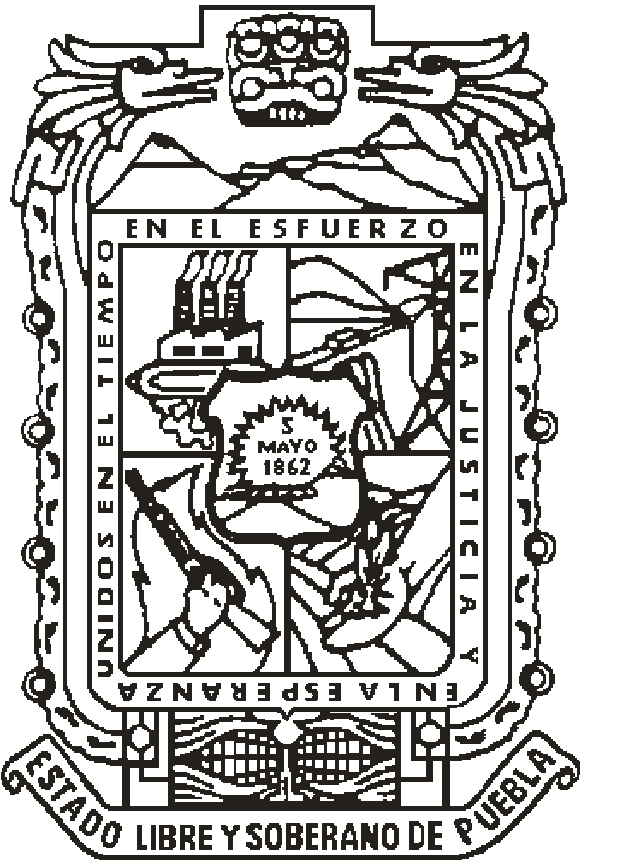 UNIDOS EN EL TIEMPO
EN EL ESFUERZO
EN LA JUSTICIA Y
EN LA ESPERANZA
5
MAYO
1862
ESTADO LIBRE Y SOBERANO DE PUEBLA